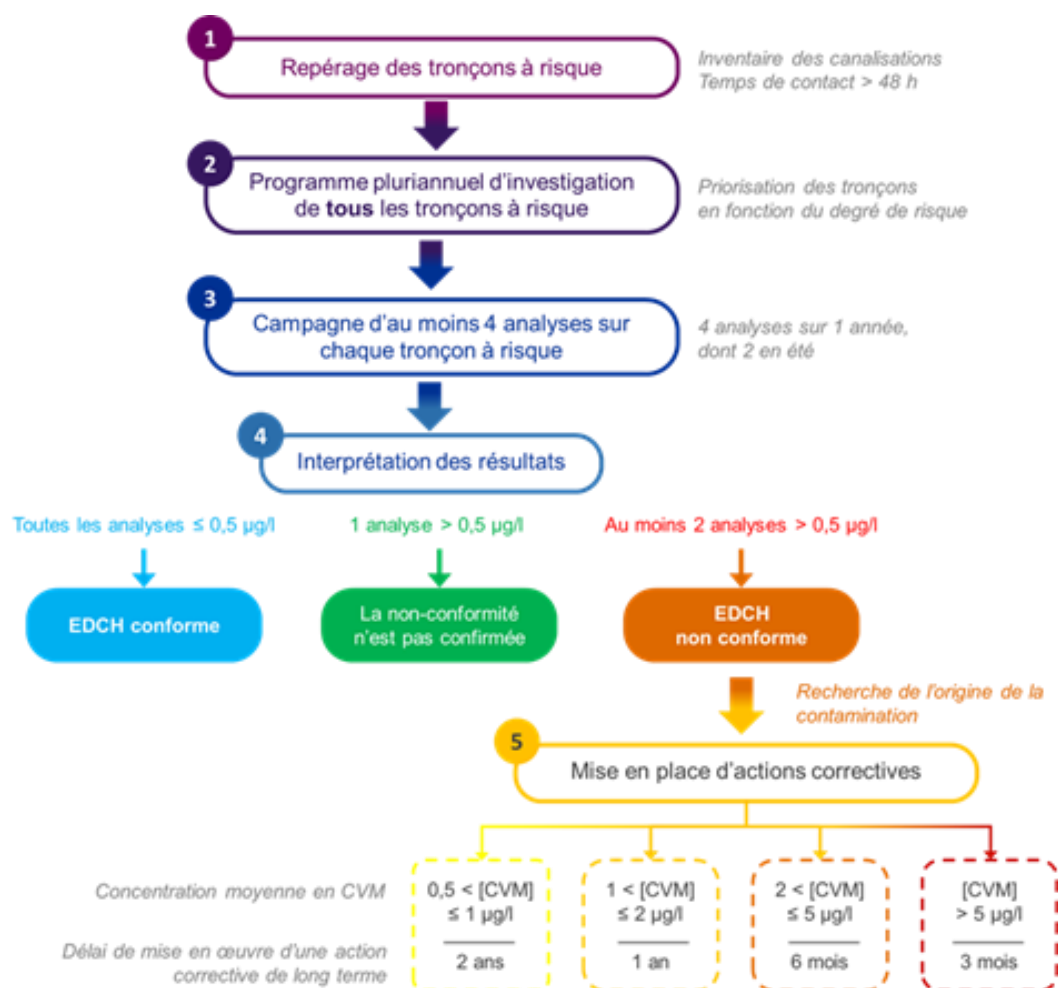 1
Repérage des tronçons à risque
Inventaire des canalisations
Temps de contact > 48 h
2
Programme pluriannuel d'investigation
de tous les tronçons à risque
Priorisation des tronçons
en fonction du degré de risque
3
Campagne d'au moins 4 analyses sur
chaque tronçon à risque
4 analyses sur 1 année,
dont 2 en été
4
Interprétation des résultats
Toutes les analyses ≤ 0,5 µg/l
1 analyse > 0,5 µg/l
Au moins 2 analyses > 0,5 µg/l
EDCH conforme
La non-conformité
n'est pas confirmée
EDCH
non conforme
Recherche de l'origine de la
contamination
5
Mise en place d'actions correctives
Concentration moyenne en CVM
0,5 < [CVM]
≤ 1 µg/l
1 < [CVM]
≤ 2 µg/l
2 < [CVM]
≤ 5 µg/l
[CVM]
> 5 µg/l
Délai de mise en œuvre d'une action
corrective de long terme
2 ans
1 an
6 mois
3 mois